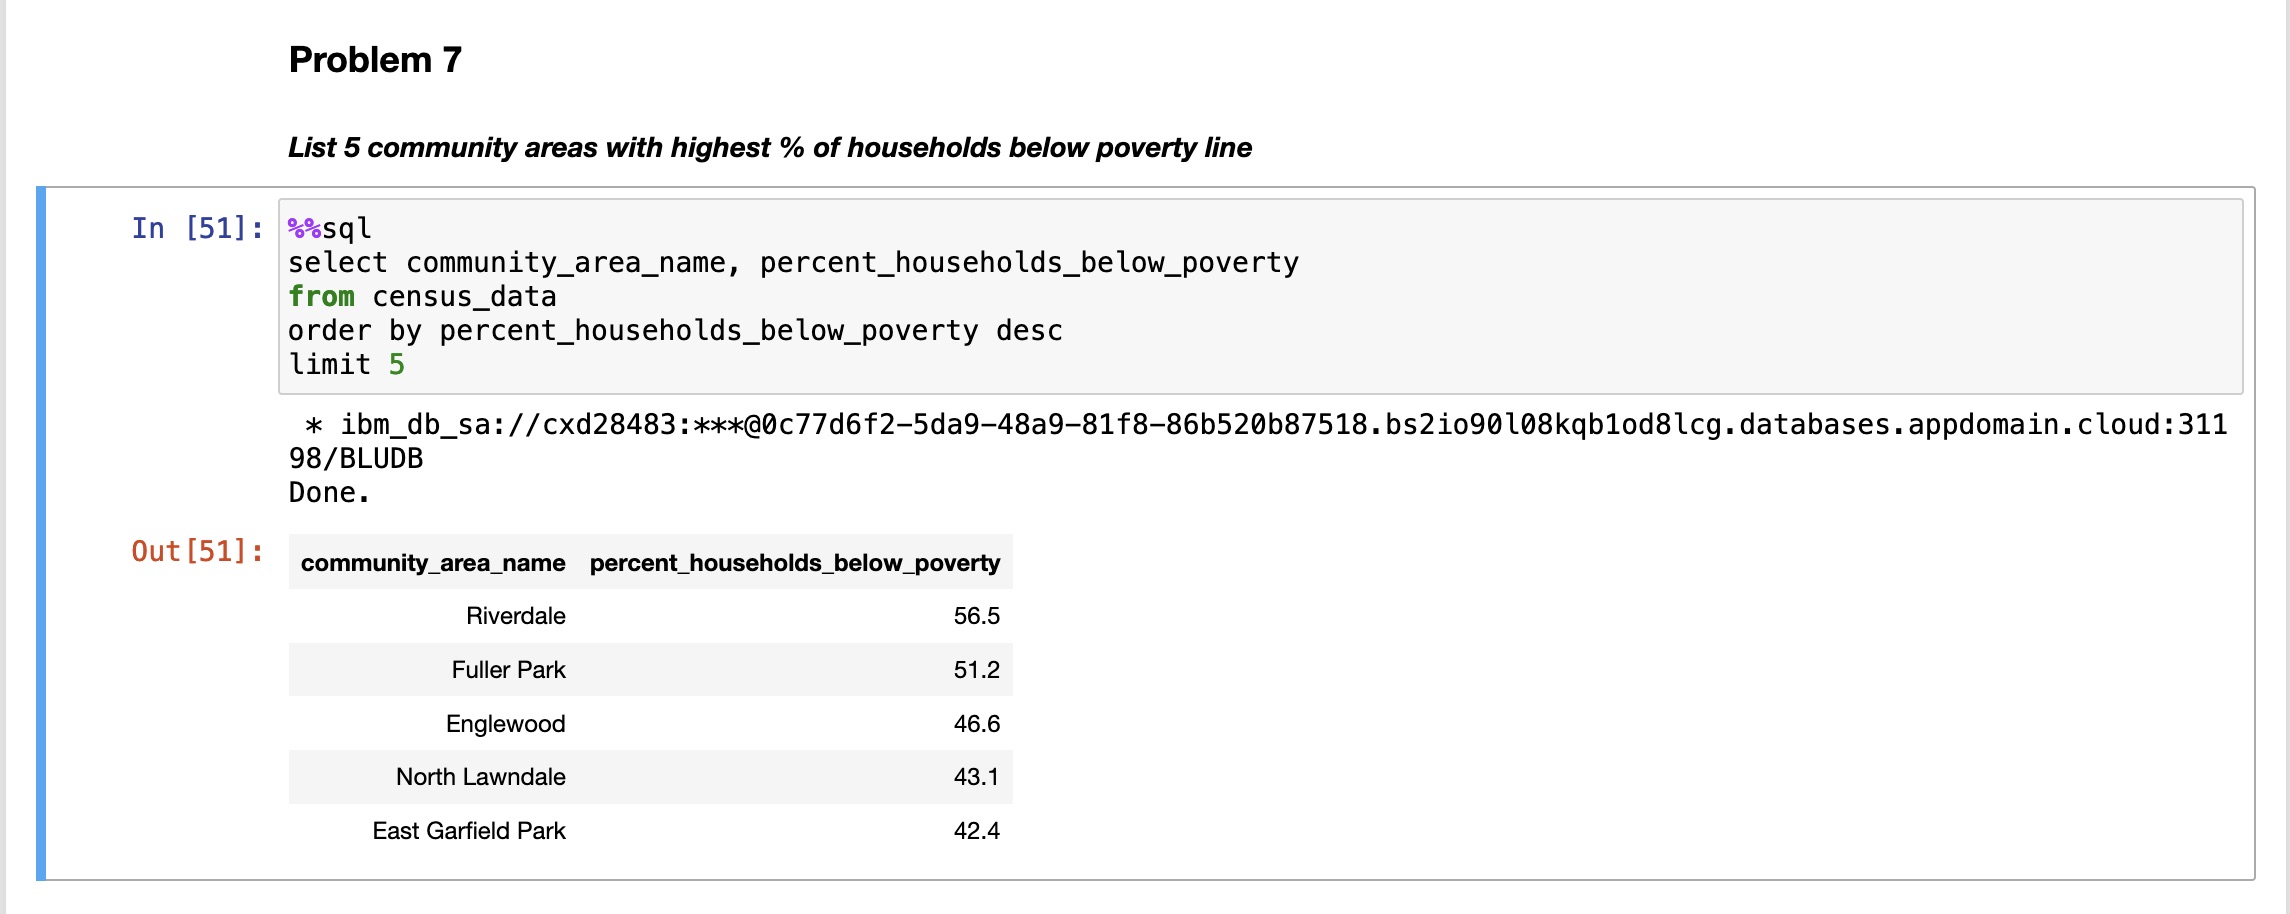 Problem 7
List 5 community areas with highest % of households below poverty line
In [51]:
%%sql
select community_area_name, percent_households_below_poverty
from census_data
order by percent_households_below_poverty desc
limit 5
* ibm_db_sa://cxd28483:***@0c77d6f2-5da9-48a9-81f8-86b520b87518.bs2io90l08kqb1od8lcg.databases.appdomain.cloud:311
98/BLUDB
Done.
Out[51]:
community_area_name percent_households_below_poverty
Riverdale 56.5
Fuller Park 51.2
Englewood 46.6
North Lawndale 43.1
East Garfield Park 42.4